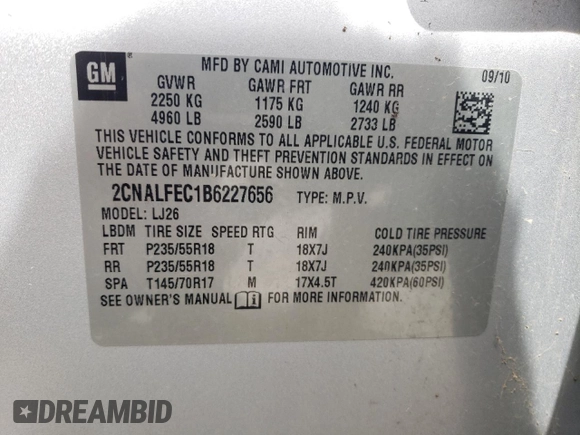 GM
MFD BY CAMI AUTOMOTIVE INC.
09/10
GVWR GAWR FRT GAWR RR
2250 KG 1175 KG 1240 KG
4960 LB 2590 LB 2733 LB
THIS VEHICLE CONFORMS TO ALL APPLICABLE U.S. FEDERAL MOTOR
VEHICLE SAFETY AND THEFT PREVENTION STANDARDS IN EFFECT ON
THE DATE OF MANUFACTURE SHOWN ABOVE.
2CNALFEC1B6227656 TYPE: M.P.V.
MODEL: LJ26
LBDM TIRE SIZE SPEED RTG RIM COLD TIRE PRESSURE
FRT P235/55R18 T 18X7J 240KPA(35PSI)
RR P235/55R18 T 18X7J 240KPA(35PSI)
SPA T145/70R17 M 17X4.5T 420KPA(60PSI)
SEE OWNER'S MANUAL FOR MORE INFORMATION.
DREAMBID